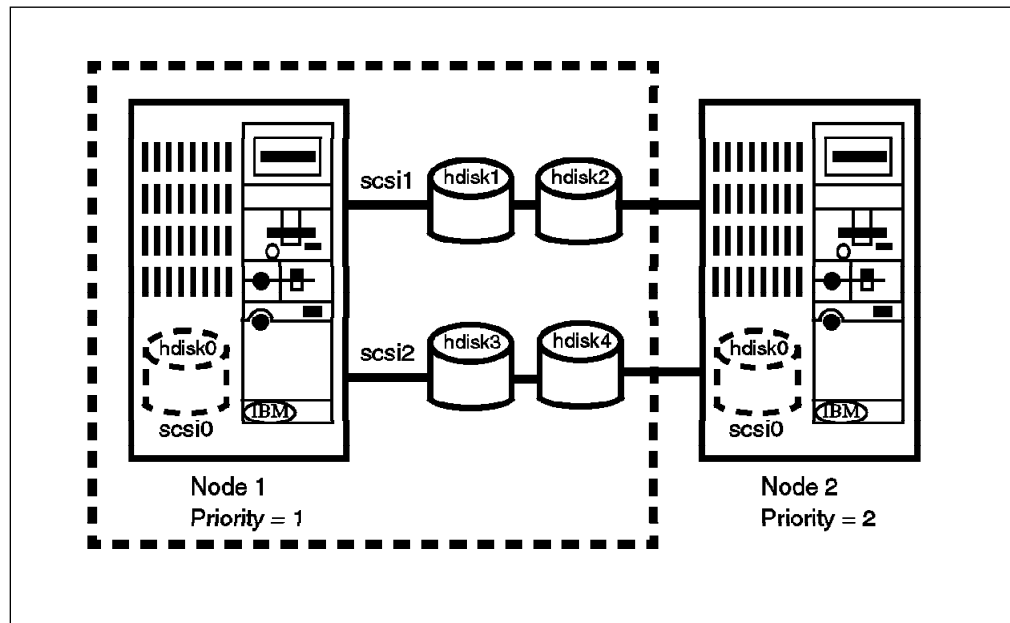 scsi1
hdisk1
hdisk2
scsi2
hdisk3
hdisk4
hdisk0
IBM
scsi0
hdisk0
IBM
scsi0
Node 1
Priority = 1
Node 2
Priority = 2